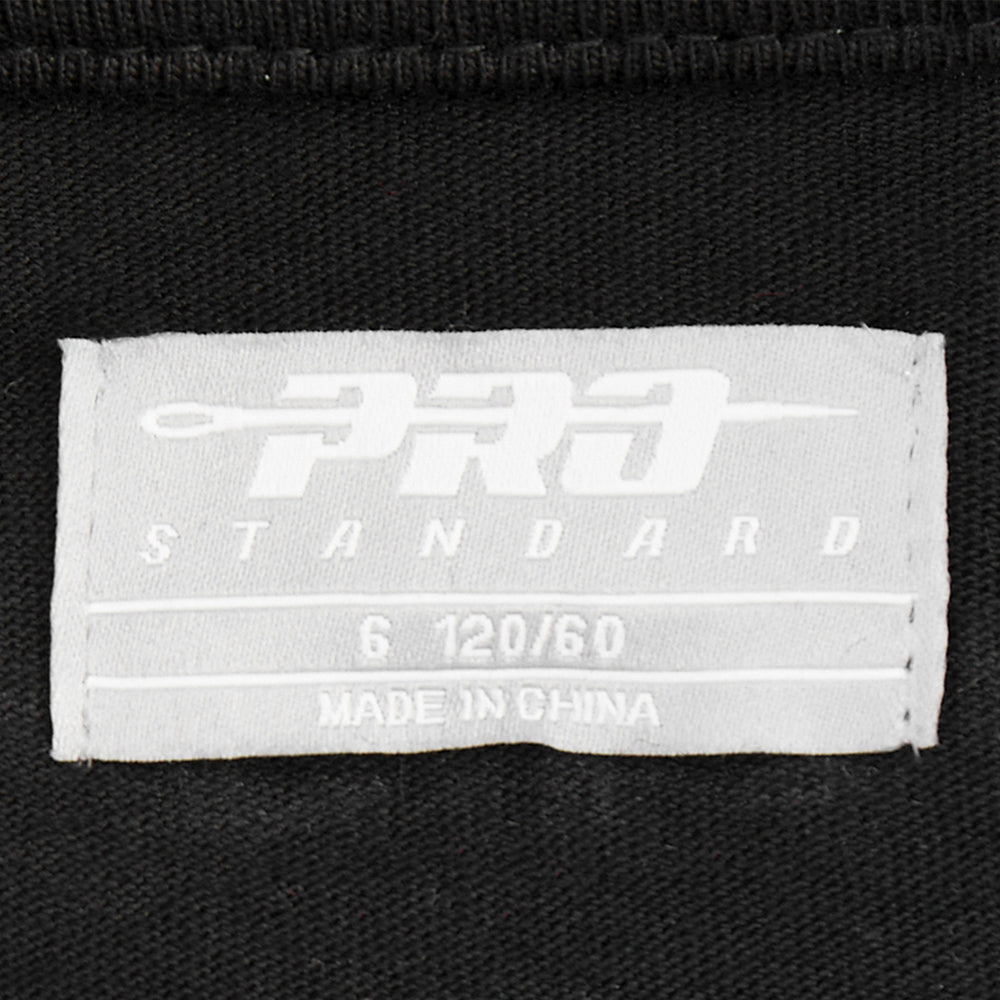 PRO
STANDARD
6 120/60
MADE IN CHINA